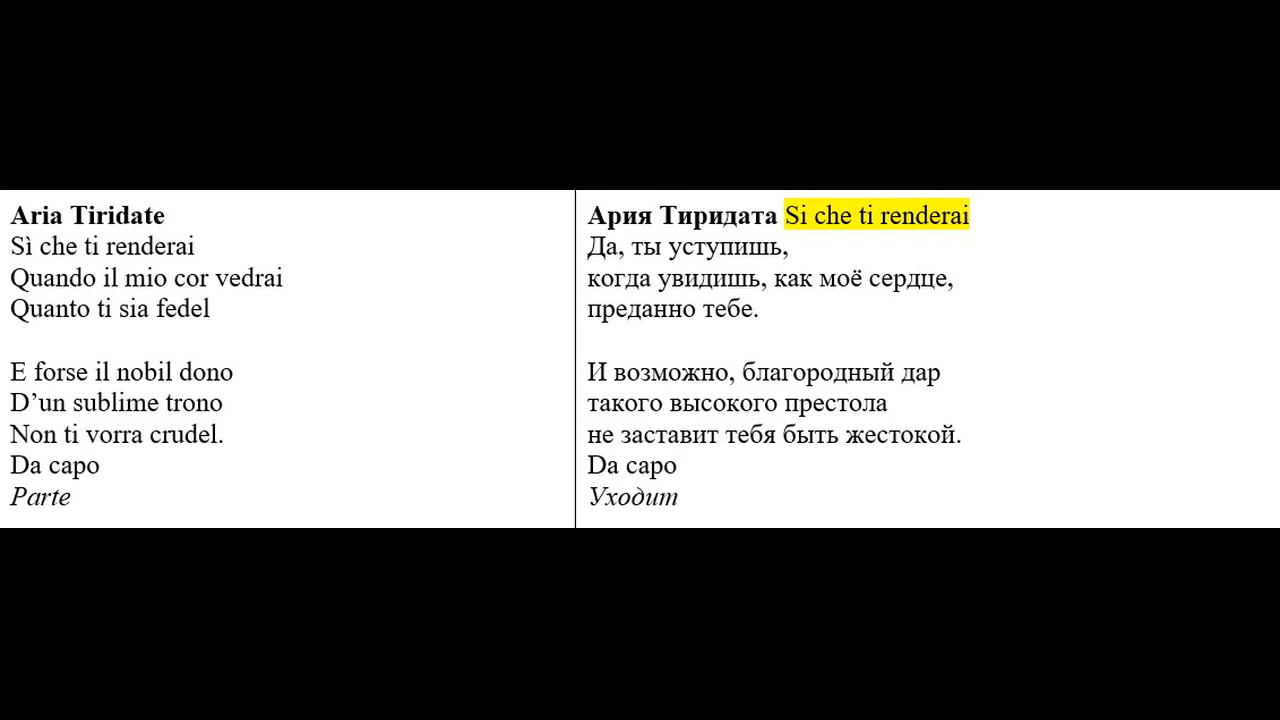 Aria Tiridate
Sì che ti renderai
Quando il mio cor vedrai
Quanto ti sia fedel
E forse il nobil dono
D’un sublime trono
Non ti vorra crudel.
Da capo
Parte
Ария Тиридата Si che ti renderai
Да, ты уступишь,
когда увидишь, как моё сердце,
преданно тебе.
И возможно, благородный дар
такого высокого престола
не заставит тебя быть жестокой.
Da capo
Уходит